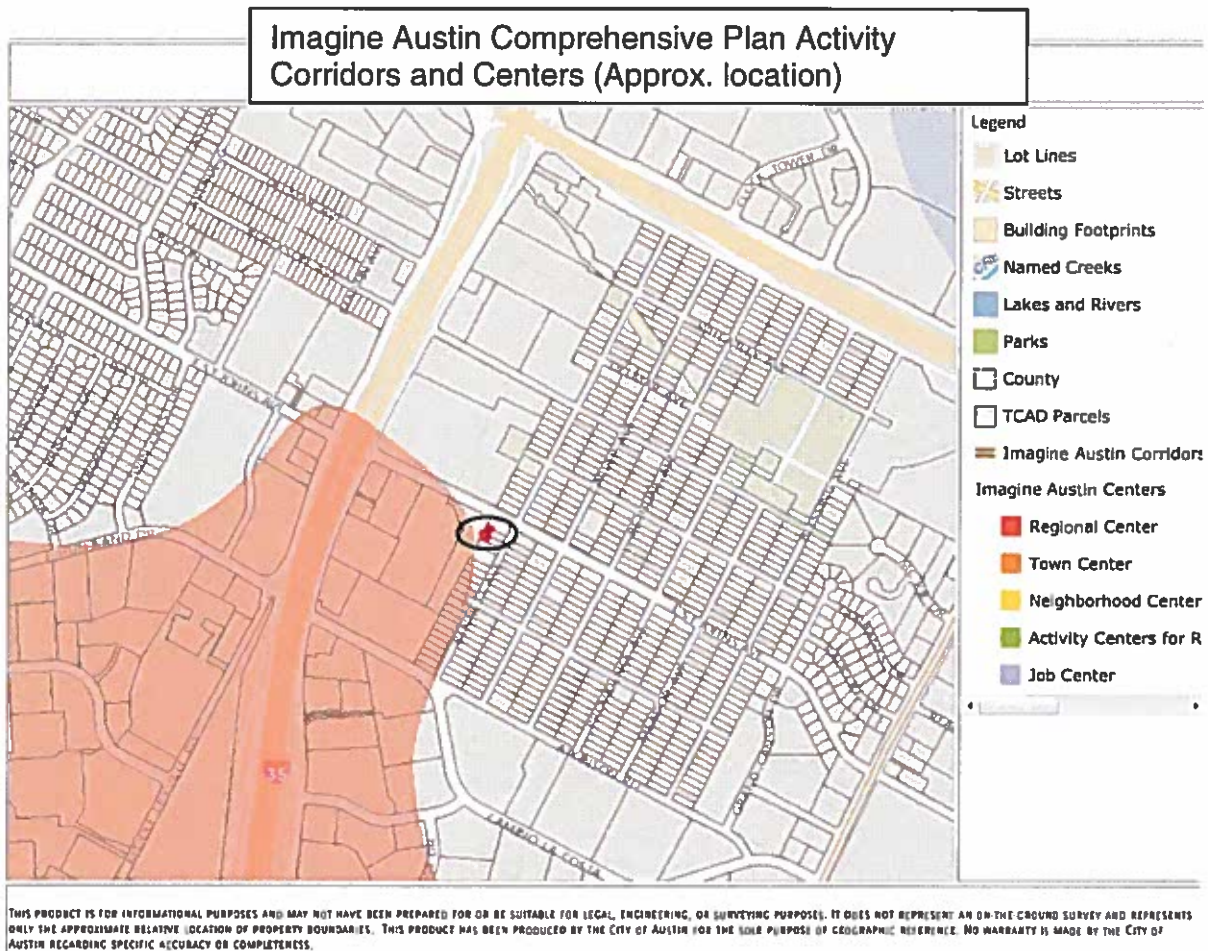 Imagine Austin Comprehensive Plan Activity
Corridors and Centers (Approx. location)
Legend
Lot Lines
Streets
Building Footprints
Named Creeks
Lakes and Rivers
Parks
County
TCAD Parcels
Imagine Austin Corridors
Imagine Austin Centers
Regional Center
Town Center
Neighborhood Center
Activity Centers for R
Job Center
TOWER DR
35
CAMINO LA COSTA
THIS PRODUCT IS FOR INFORMATIONAL PURPOSES AND MAY NOT HAVE BEEN PREPARED FOR OR BE SUITABLE FOR LEGAL, ENGINEERING, OR SURVEYING PURPOSES. IT DOES NOT REPRESENT AN ON-THE-GROUND SURVEY AND REPRESENTS
ONLY THE APPROXIMATE RELATIVE LOCATION OF PROPERTY BOUNDARIES. THIS PRODUCT HAS BEEN PRODUCED BY THE CITY OF AUSTIN FOR THE SOLE PURPOSE OF GEOGRAPHIC REFERENCE. NO WARRANTY IS MADE BY THE CITY OF
AUSTIN REGARDING SPECIFIC ACCURACY OR COMPLETENESS.